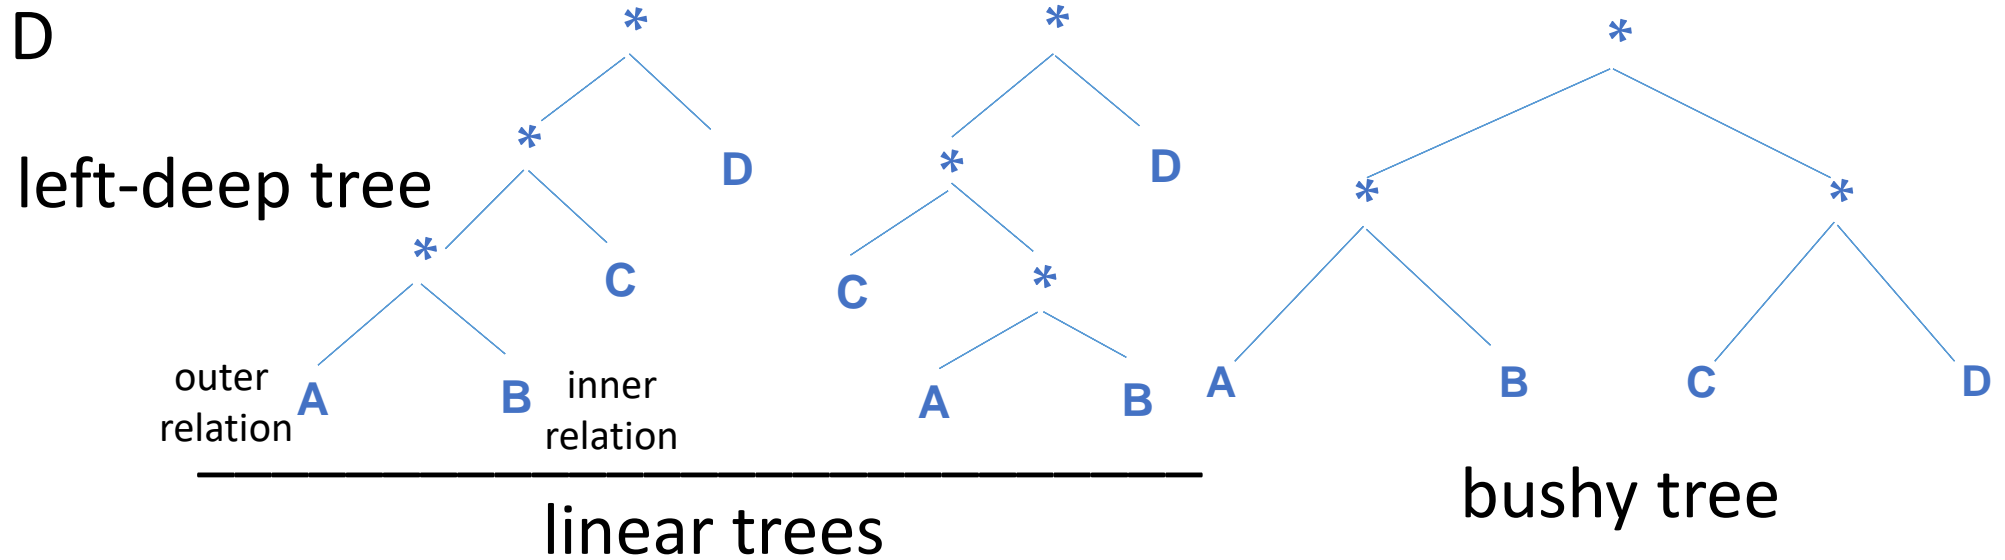 D
* * *
left-deep tree
* D
* D
* *
* C
C *
A B
A B
A B C D
outer relation
inner relation
linear trees
bushy tree